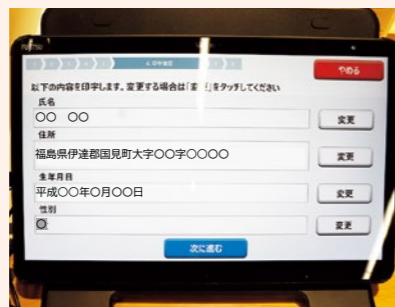 FUJITSU
やめる
以下の内容を印字します。変更する場合は「変更」をタッチしてください
氏名
〇〇 〇〇
変更
住所
福島県伊達郡国見町大字〇〇字〇〇〇〇
変更
生年月日
平成〇〇年〇月〇〇日
変更
性別
〇
変更
次に進む